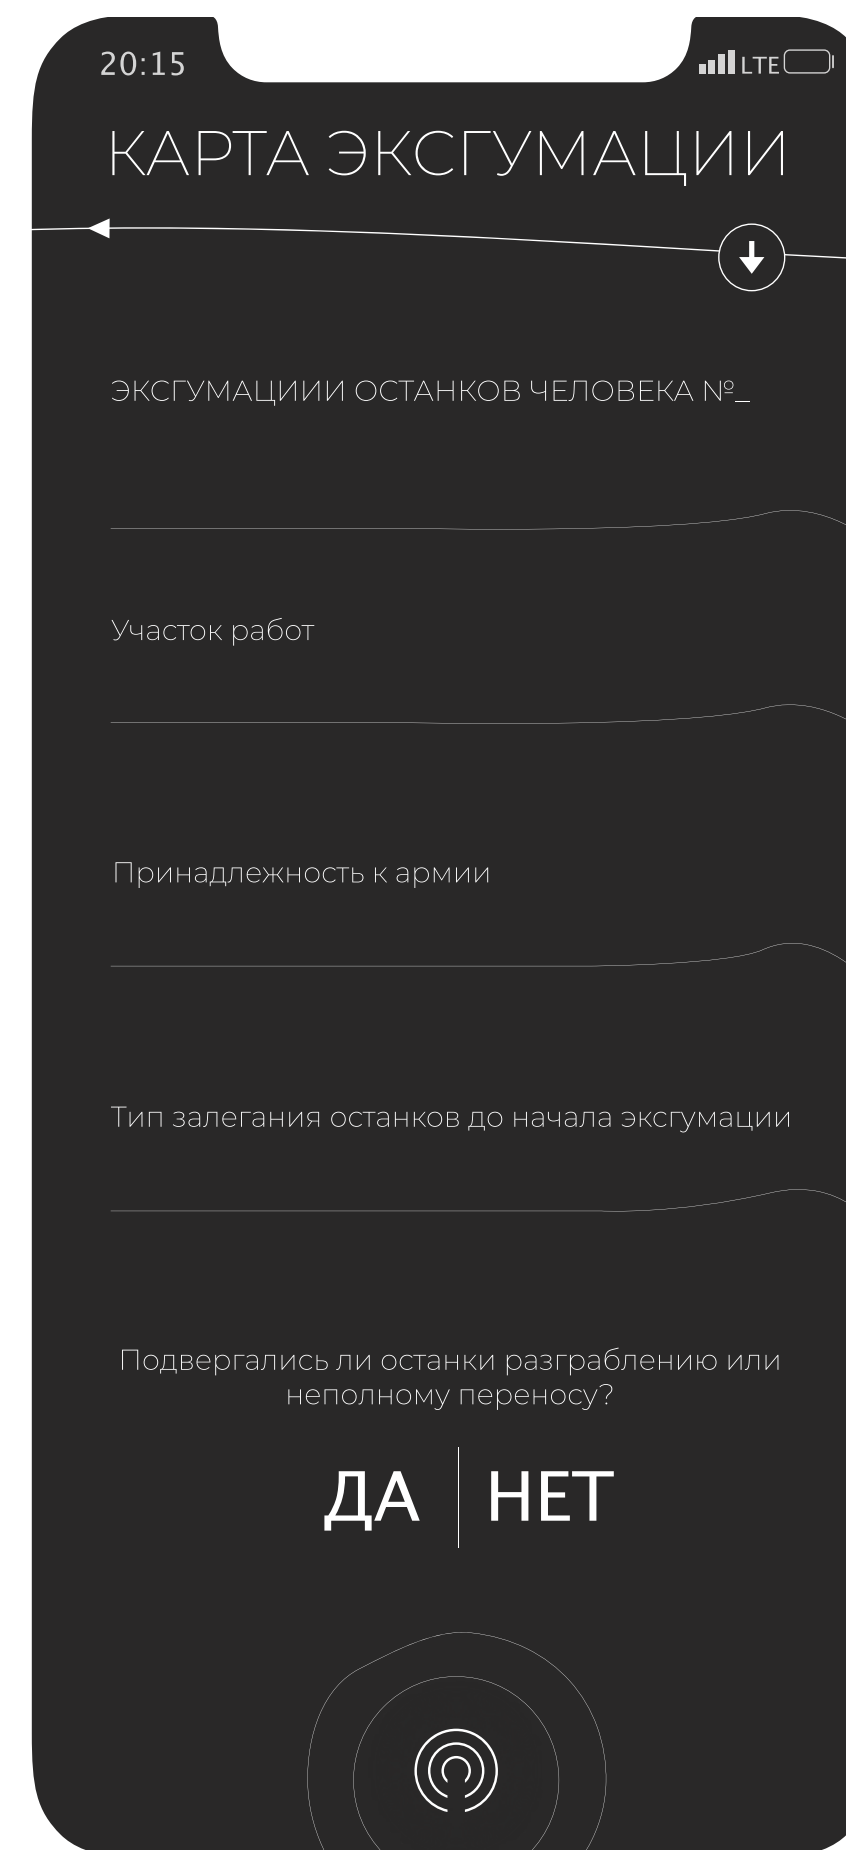 20:15 LTE
КАРТА ЭКСГУМАЦИИ
ЭКСГУМАЦИИИ ОСТАНКОВ ЧЕЛОВЕКА №_
Участок работ
Принадлежность к армии
Тип залегания останков до начала эксгумации
Подвергались ли останки разграблению или
неполному переносу?
ДА | НЕТ